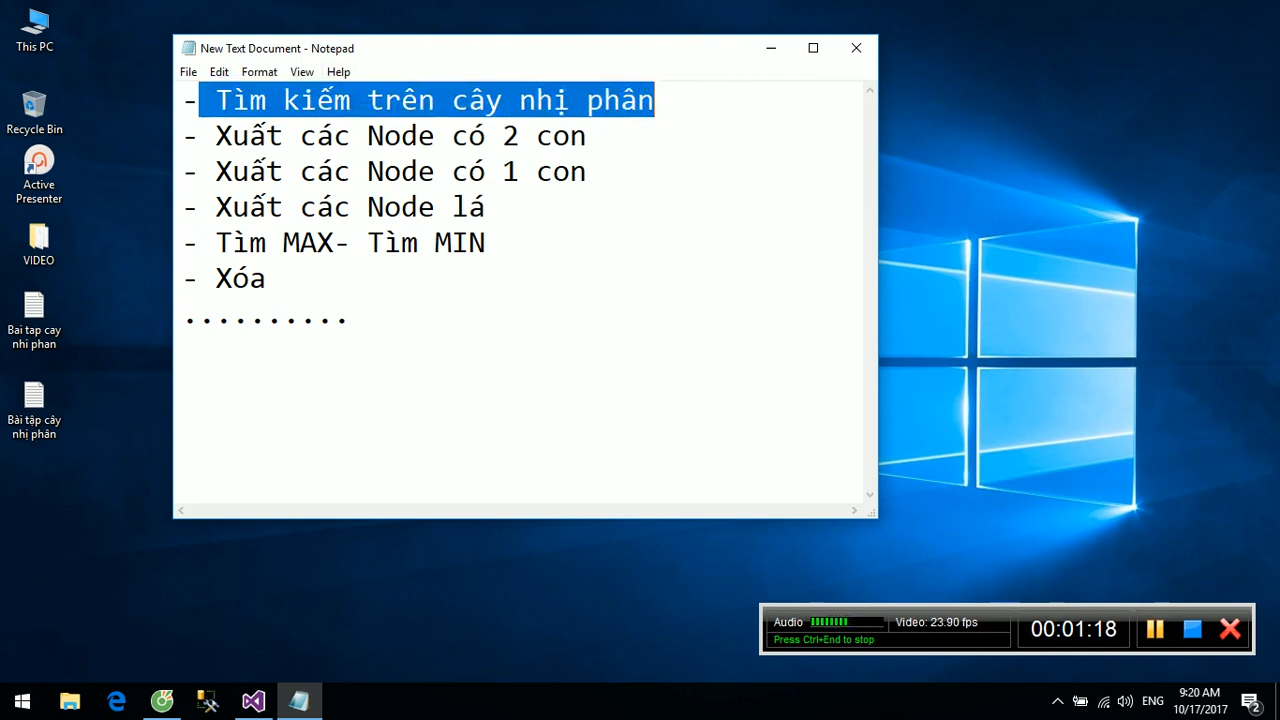 This PC
Recycle Bin
Active
Presenter
VIDEO
Bai tap cay
nhi phan
Bài tập cây
nhị phân
New Text Document - Notepad
File Edit Format View Help
- Tìm kiếm trên cây nhị phân
- Xuất các Node có 2 con
- Xuất các Node có 1 con
- Xuất các Node lá
- Tìm MAX- Tìm MIN
- Xóa
..........
Audio Video: 23.90 fps
Press Ctrl+End to stop
00:01:18
ENG
9:20 AM
10/17/2017
2